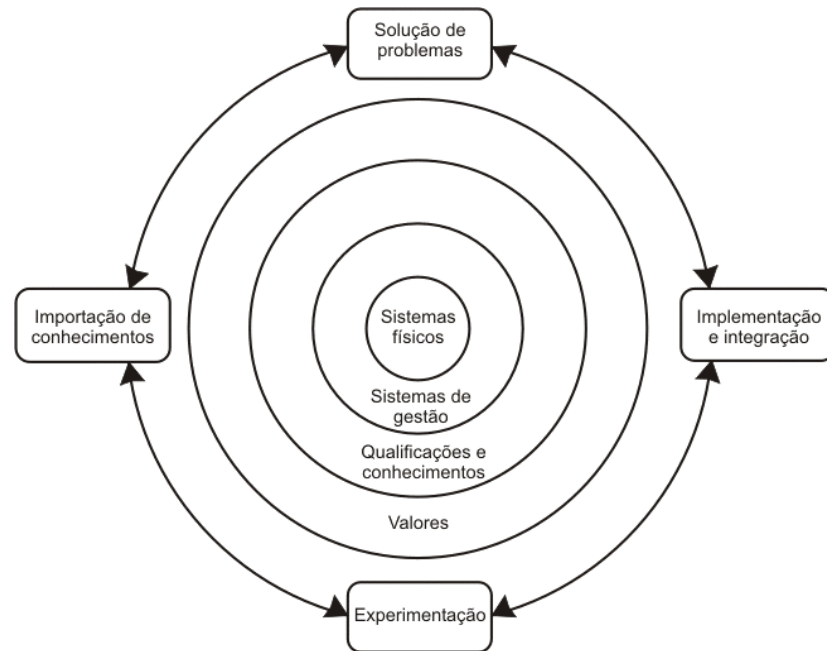 Solução de
problemas
Importação de
conhecimentos
Sistemas
físicos
Implementação
e integração
Sistemas de
gestão
Qualificações e
conhecimentos
Valores
Experimentação